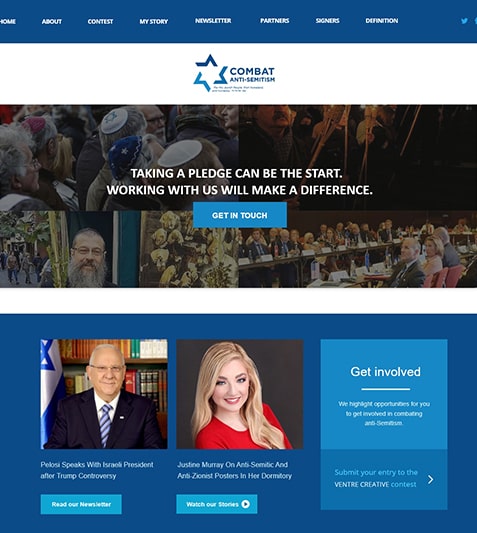 HOME ABOUT CONTEST MY STORY NEWSLETTER PARTNERS SIGNERS DEFINITION
COMBAT
ANTI-SEMITISM
TAKING A PLEDGE CAN BE THE START.
WORKING WITH US WILL MAKE A DIFFERENCE.
GET IN TOUCH
Pelosi Speaks With Israeli President
after Trump Controversy
Read our Newsletter
Justine Murray On Anti-Semitic And
Anti-Zionist Posters In Her Dormitory
Watch our Stories
Get involved
We highlight opportunities for you
to get involved in combating
anti-Semitism.
Submit your entry to the
VENTRE CREATIVE contest